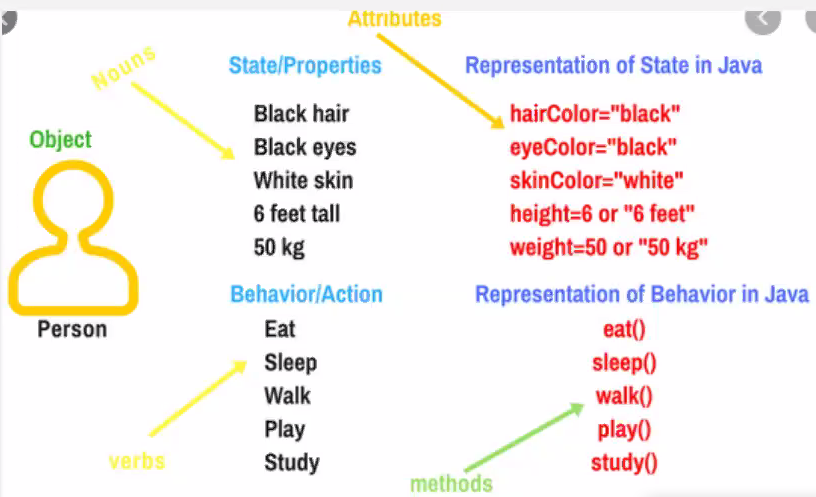 Attributes
Nouns
State/Properties
Representation of State in Java
Black hair
hairColor="black"
Object
Black eyes
eyeColor="black"
White skin
skinColor="white"
6 feet tall
height=6 or "6 feet"
50 kg
weight=50 or "50 kg"
Behavior/Action
Representation of Behavior in Java
Person
Eat
eat()
Sleep
sleep()
Walk
walk()
Play
play()
verbs
Study
study()
methods